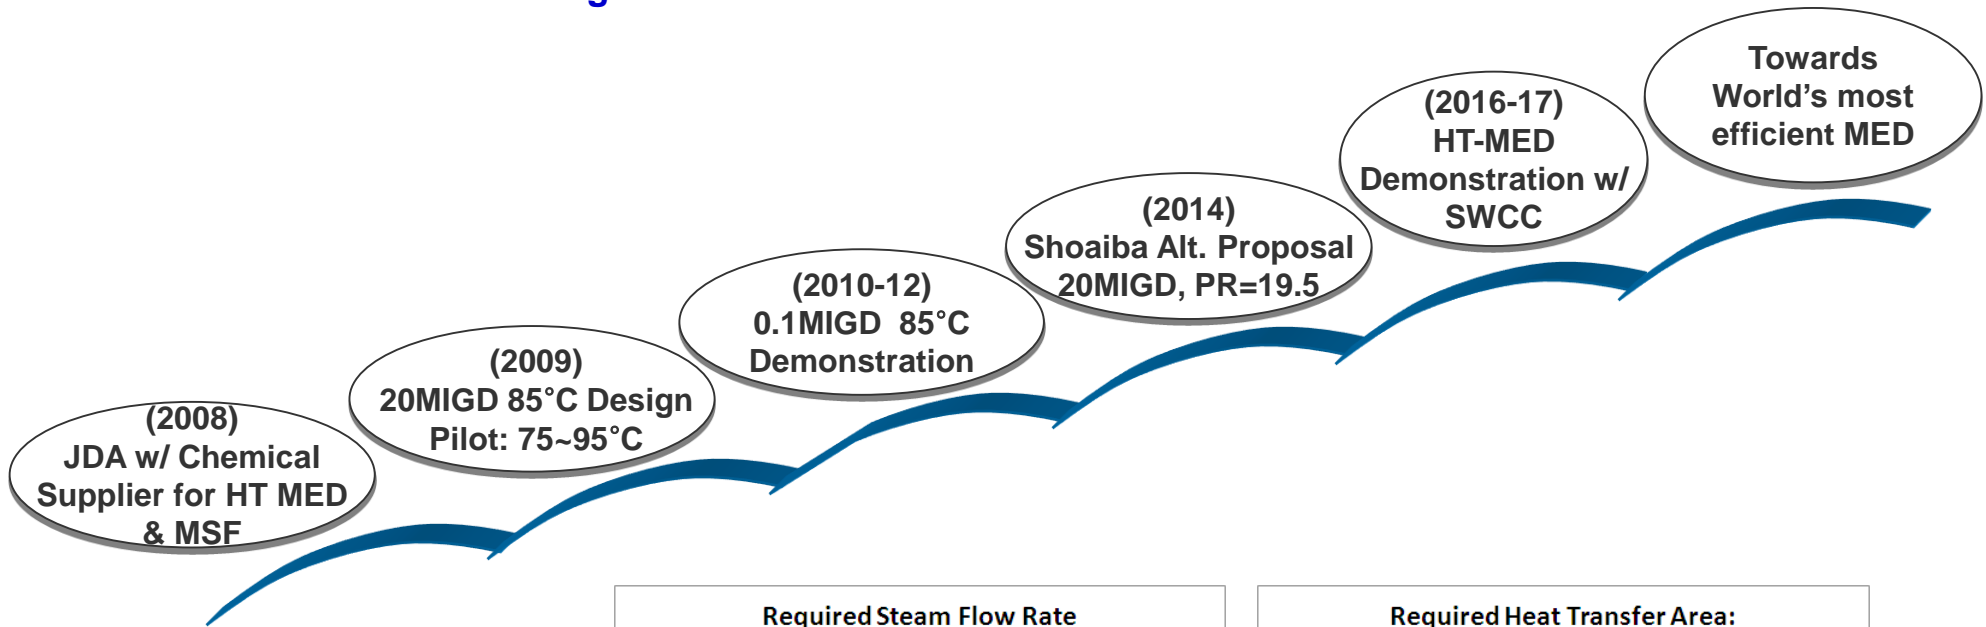 (2008)
JDA w/ Chemical
Supplier for HT MED
& MSF
(2009)
20MIGD 85°C Design
Pilot: 75~95°C
(2010-12)
0.1MIGD 85°C
Demonstration
(2014)
Shoaiba Alt. Proposal
20MIGD, PR=19.5
(2016-17)
HT-MED
Demonstration w/
SWCC
Towards
World's most
efficient MED
Required Steam Flow Rate
Required Heat Transfer Area: